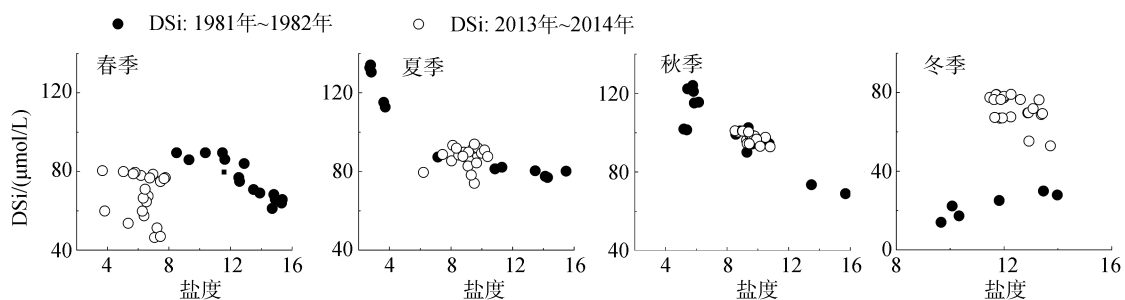 DSi: 1981年~1982年 DSi: 2013年~2014年
春季 夏季 秋季 冬季
DSi/(μmol/L)
120 120 120 80
80 80 80 40
40 40 40 0
4 8 12 16 4 8 12 16 4 8 12 16 8 12 16
盐度 盐度 盐度 盐度